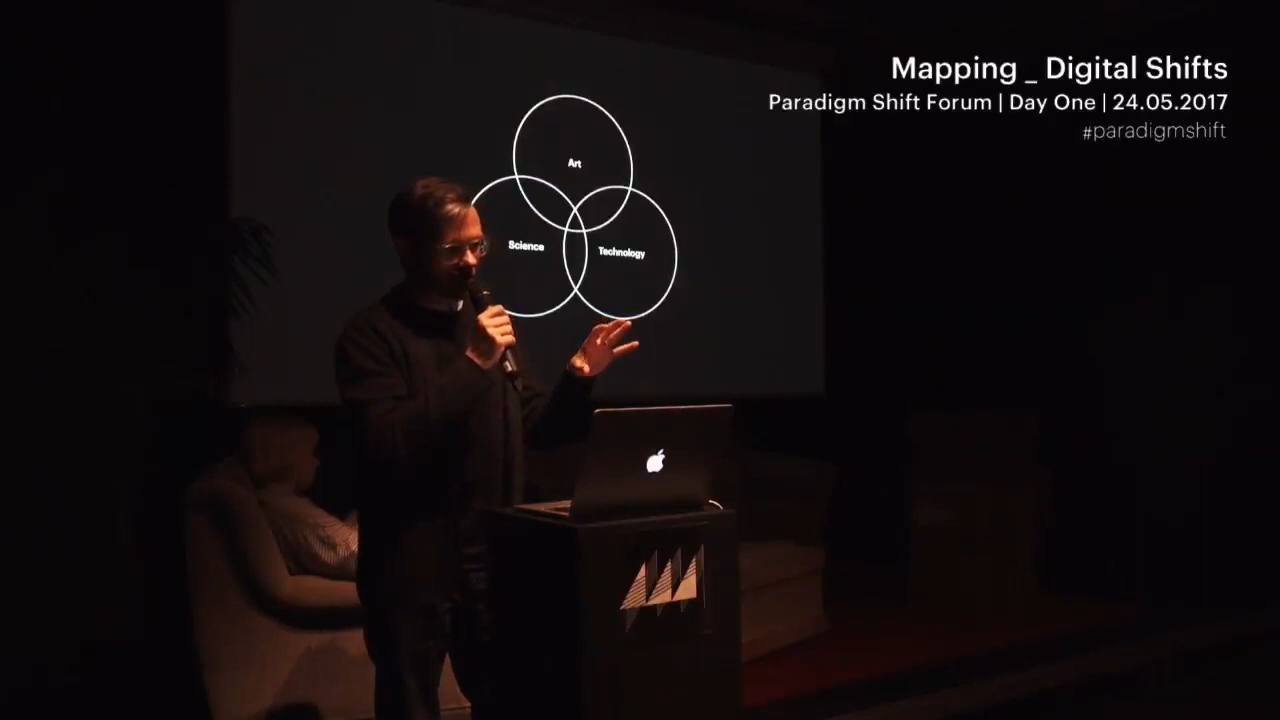 Mapping _ Digital Shifts
Paradigm Shift Forum | Day One | 24.05.2017
#paradigmshift
Art
Science
Technology